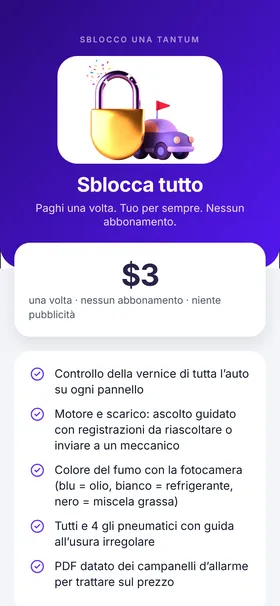 SBLOCCO UNA TANTUM
Sblocca tutto
Paghi una volta. Tuo per sempre. Nessun
abbonamento.
$3
una volta · nessun abbonamento · niente
pubblicità
Controllo della vernice di tutta l'auto
su ogni pannello
Motore e scarico: ascolto guidato
con registrazioni da riascoltare o
inviare a un meccanico
Colore del fumo con la fotocamera
(blu = olio, bianco = refrigerante,
nero = miscela grassa)
Tutti e 4 gli pneumatici con guida
all'usura irregolare
PDF datato dei campanelli d'allarme
per trattare sul prezzo